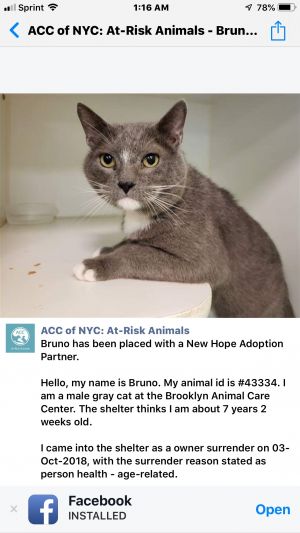 Sprint 1:16 AM 78%
ACC of NYC: At-Risk Animals - Brun...
ACC of NYC: At-Risk Animals
Bruno has been placed with a New Hope Adoption
Partner.
Hello, my name is Bruno. My animal id is #43334. I
am a male gray cat at the Brooklyn Animal Care
Center. The shelter thinks I am about 7 years 2
weeks old.
I came into the shelter as a owner surrender on 03-
Oct-2018, with the surrender reason stated as
person health - age-related.
Facebook
INSTALLED
Open